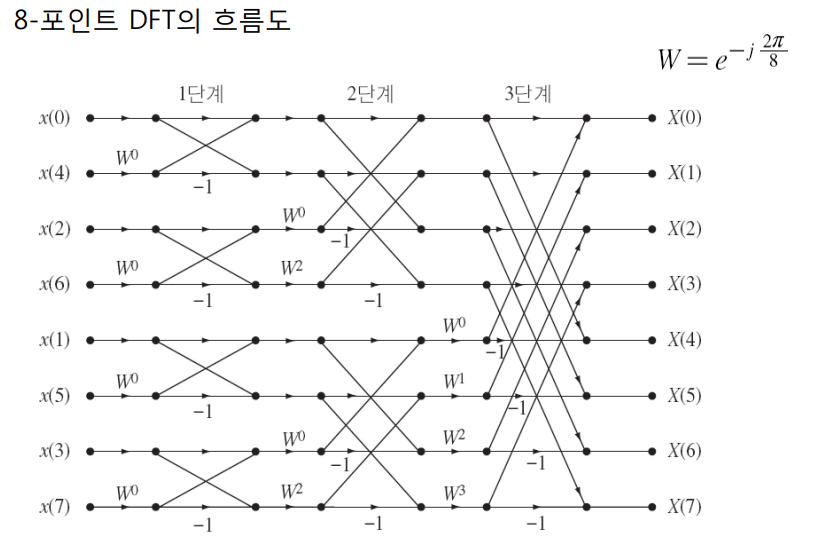 8-포인트 DFT의 흐름도
W = e^{-j \frac{2π}{8}}
1단계 2단계 3단계
x(0) X(0)
W⁰
x(4) -1 X(1)
W⁰
x(2) -1 X(2)
W⁰ W²
x(6) -1 -1 X(3)
W⁰
x(1) -1 X(4)
W⁰ W¹
x(5) -1 -1 X(5)
W⁰ W²
x(3) -1 -1 X(6)
W⁰ W² W³
x(7) -1 -1 -1 X(7)